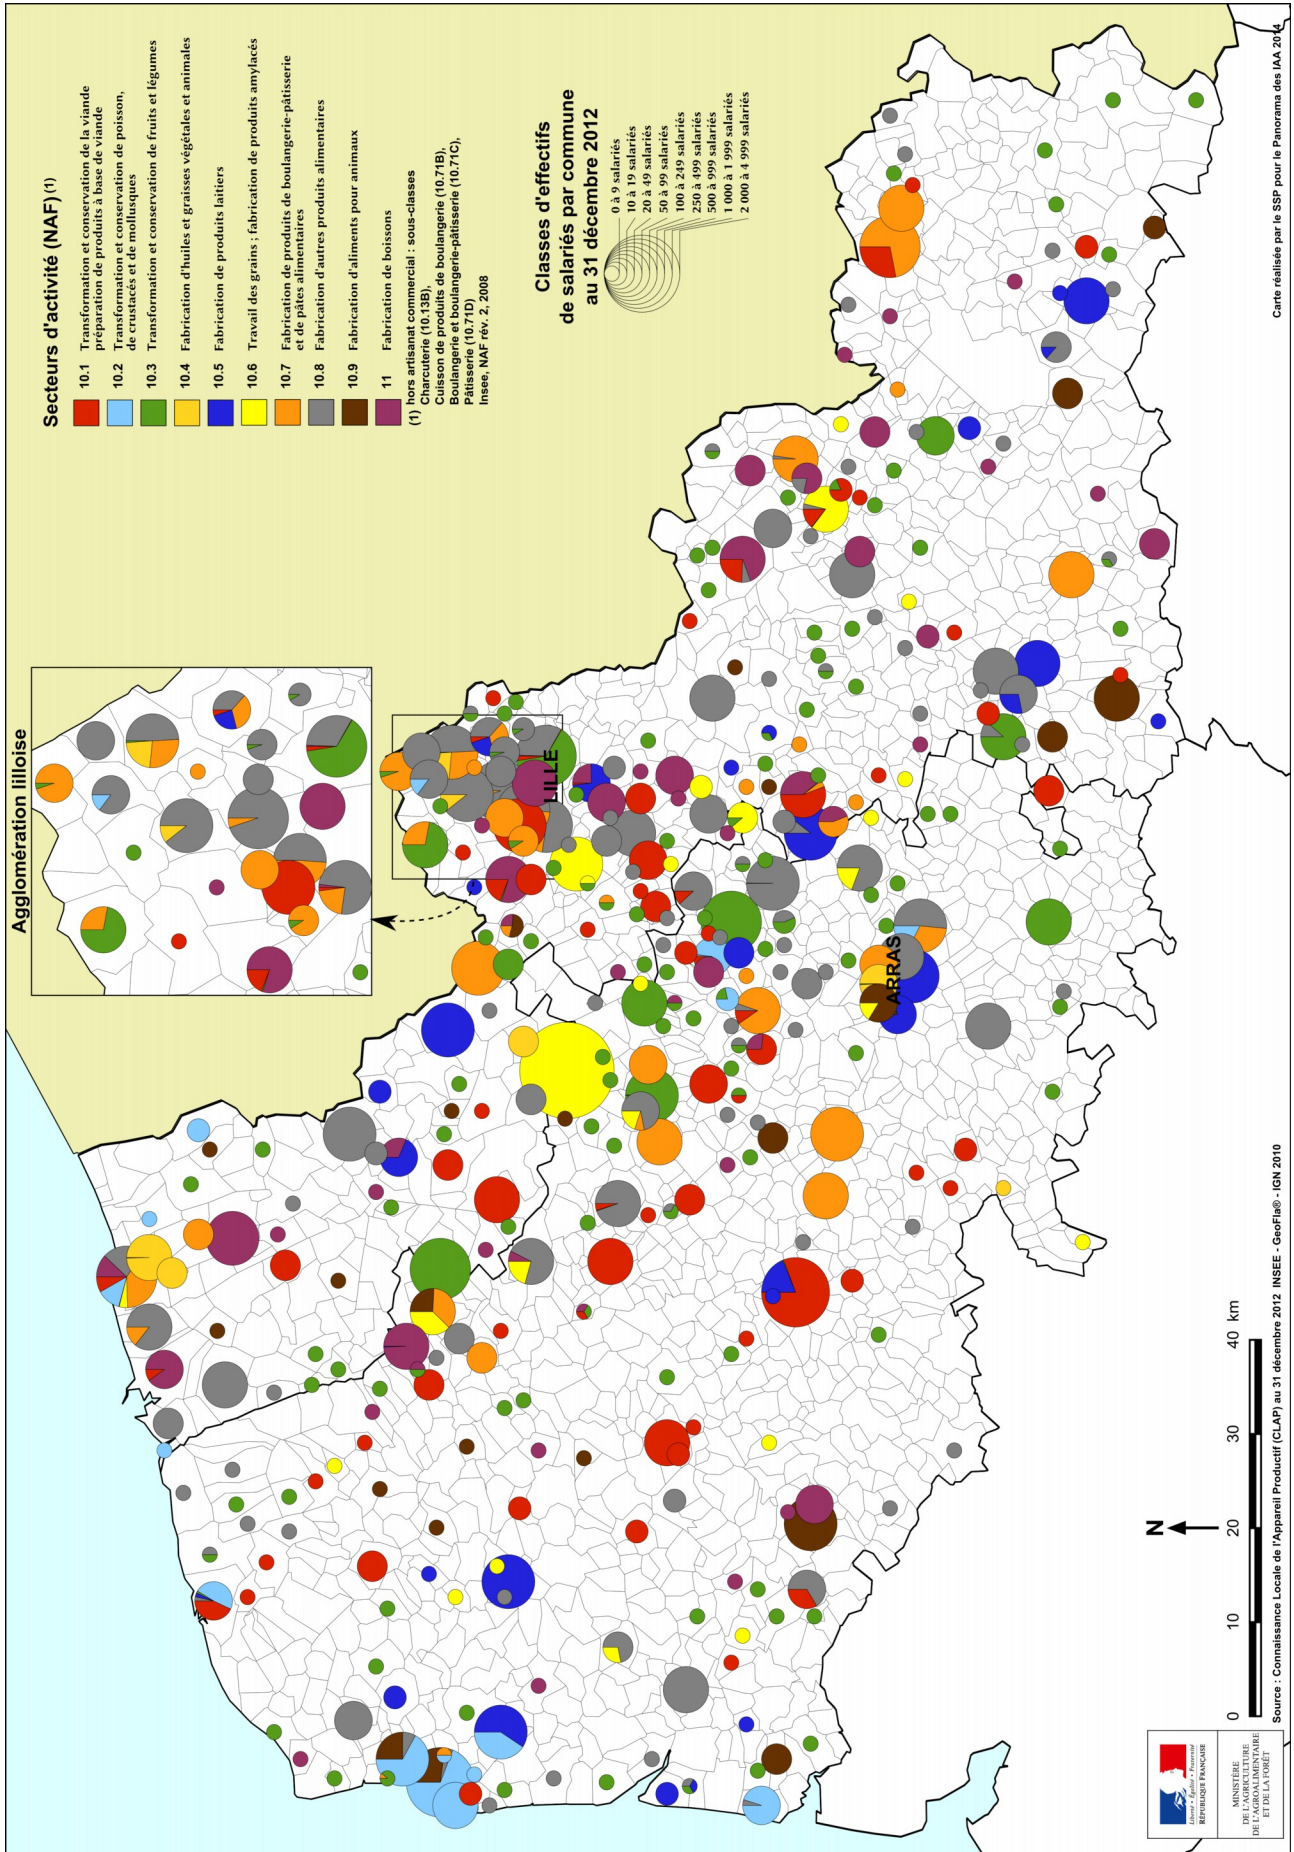 Secteurs d'activité (NAF) (1)
10.1 Transformation et conservation de la viande
préparation de produits à base de viande
10.2 Transformation et conservation de poisson,
de crustacés et de mollusques
10.3 Transformation et conservation de fruits et légumes
10.4 Fabrication d'huiles et graisses végétales et animales
10.5 Fabrication de produits laitiers
10.6 Travail des grains ; fabrication de produits amylacés
10.7 Fabrication de produits de boulangerie-pâtisserie
et de pâtes alimentaires
10.8 Fabrication d'autres produits alimentaires
10.9 Fabrication d'aliments pour animaux
11 Fabrication de boissons
(1) hors artisanat commercial : sous-classes
Charcuterie (10.13B),
Cuisson de produits de boulangerie (10.71B),
Boulangerie et boulangerie-pâtisserie (10.71C),
Pâtisserie (10.71D)
Insee, NAF rév. 2, 2008
Classes d'effectifs
de salariés par commune
au 31 décembre 2012
0 à 9 salariés
10 à 19 salariés
20 à 49 salariés
50 à 99 salariés
100 à 249 salariés
250 à 499 salariés
500 à 999 salariés
1 000 à 1 999 salariés
2 000 à 4 999 salariés
Agglomération lilloise
LILLE
ARRAS
N
0 10 20 30 40 km
Liberté • Égalité • Fraternité
RÉPUBLIQUE FRANÇAISE
MINISTÈRE
DE L'AGRICULTURE
DE L'AGROALIMENTAIRE
ET DE LA FORÊT
Source : Connaissance Locale de l'Appareil Productif (CLAP) au 31 décembre 2012 INSEE - GeoFla® - IGN 2010
Carte réalisée par le SSP pour le Panorama des IAA 2014